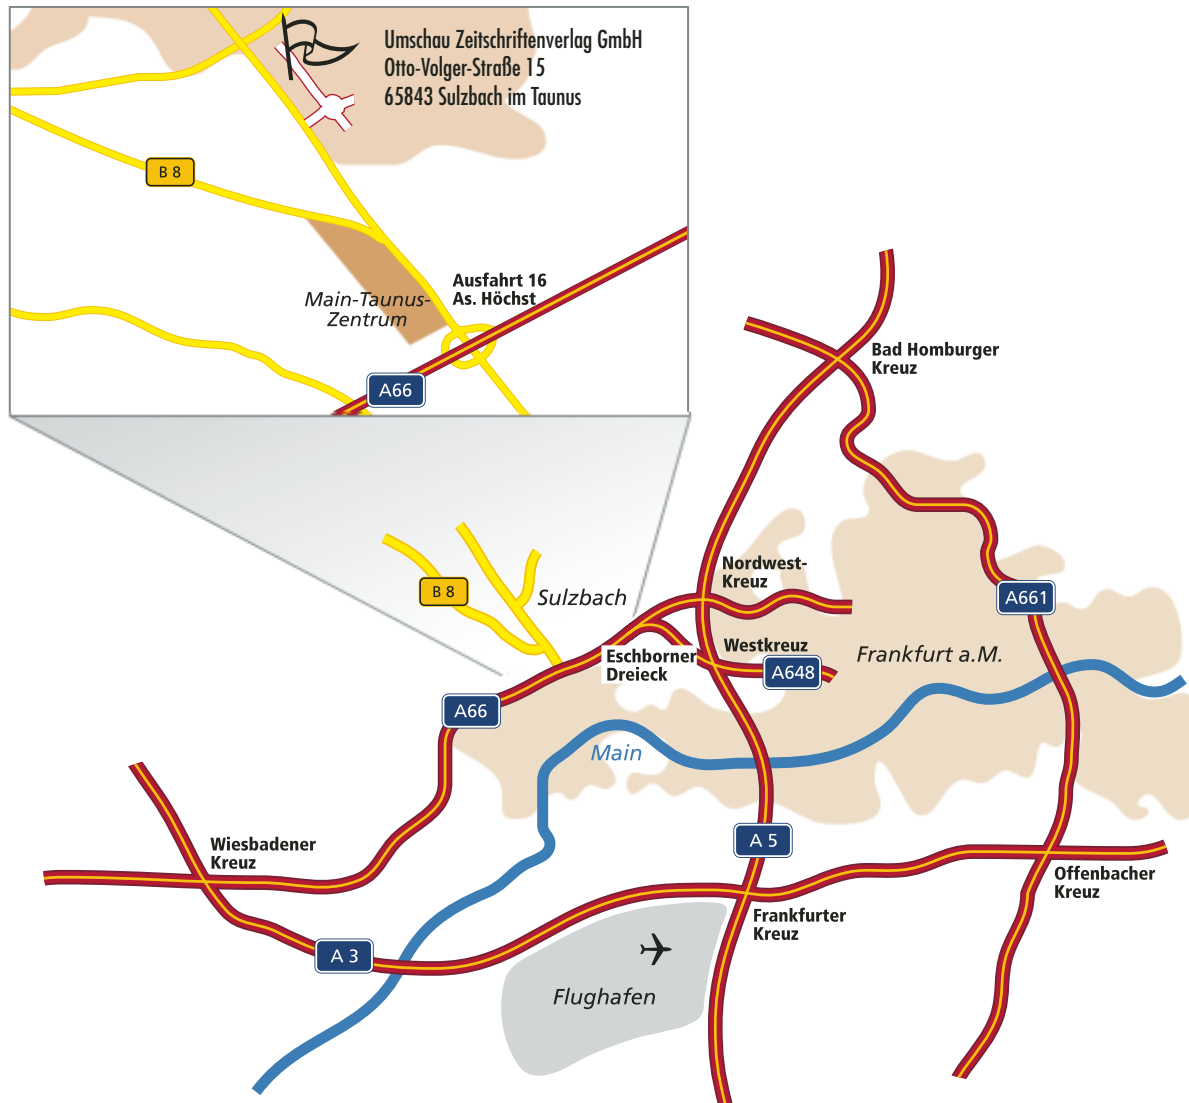 Umschau Zeitschriftenverlag GmbH
Otto-Volger-Straße 15
65843 Sulzbach im Taunus
B 8
Ausfahrt 16
As. Höchst
Main-Taunus-
Zentrum
A66
Bad Homburger
Kreuz
Nordwest-
Kreuz
B 8
Sulzbach
A661
Westkreuz
Eschborner
Dreieck
A648
Frankfurt a.M.
A66
Main
Wiesbadener
Kreuz
A 5
Offenbacher
Kreuz
Frankfurter
Kreuz
A 3
Flughafen